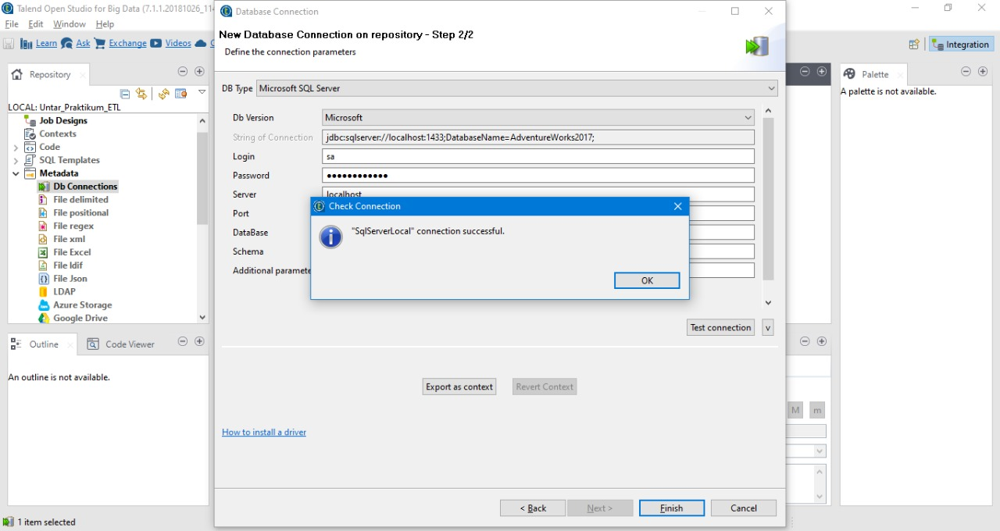 Talend Open Studio for Big Data (7.1.1.20181026_114
File Edit Window Help
Learn Ask Exchange Videos
Integration
Repository
LOCAL: Untar_Praktikum_ETL
Job Designs
Contexts
Code
SQL Templates
Metadata
Db Connections
File delimited
File positional
File regex
File xml
File Excel
File ldif
File Json
LDAP
Azure Storage
Google Drive
Outline
Code Viewer
An outline is not available.
1 item selected
Database Connection
New Database Connection on repository - Step 2/2
Define the connection parameters
DB Type Microsoft SQL Server
Db Version Microsoft
String of Connection jdbc:sqlserver://localhost:1433;DatabaseName=AdventureWorks2017;
Login sa
Password ●●●●●●●●●●●●
Server localhost
Port
DataBase
Schema
Additional paramete
Check Connection
"SqlServerLocal" connection successful.
OK
Test connection v
Export as context Revert Context
How to install a driver
< Back Next > Finish Cancel
Palette
A palette is not available.
M m